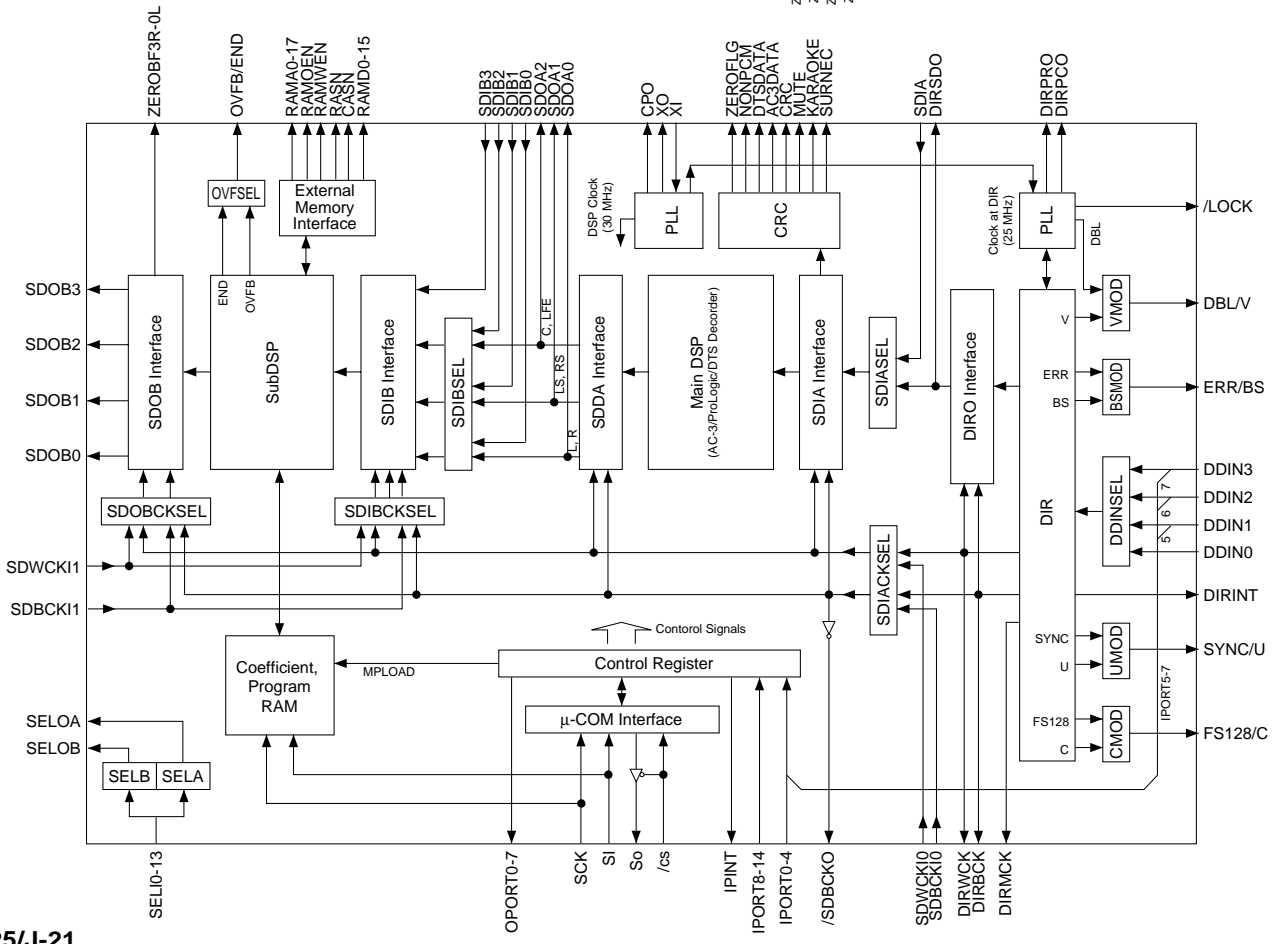 ZEROBF3R-0L
OVFB/END
RAMA0-17
RAMOEN
RAMWEN
RASN
CASN
RAMD0-15
SDIB3
SDIB2
SDIB1
SDIB0
SDOA2
SDOA1
SDOA0
CPO
XO
XI
ZEROFLG
NONPCM
DTSDATA
AC3DATA
CRC
MUTE
KARAOKE
SURNEC
SDIA
DIRSDO
DIRPRO
DIRPCO
OVFSEL
External
Memory
Interface
DSP Clock
(30 MHz)
PLL
CRC
Clock at DIR
(25 MHz)
PLL
DBL
/LOCK
SDOB3
SDOB2
SDOB1
SDOB0
SDOB Interface
END
OVFB
SubDSP
SDIB Interface
SDIBSEL
C, LFE
LS, RS
L, R
SDDA Interface
Main DSP
(AC-3/ProLogic/DTS Decorder)
SDIA Interface
SDIASEL
DIRO Interface
DIR
V
VMOD
DBL/V
ERR
BS
BSMOD
ERR/BS
DDINSEL
DDIN3
DDIN2
DDIN1
DDIN0
7
6
5
SDOBCKSEL
SDIBCKSEL
SDIACKSEL
SDWCKI1
SDBCKI1
DIRINT
Coefficient,
Program
RAM
MPLOAD
Contorol Signals
Control Register
µ-COM Interface
SYNC
U
UMOD
SYNC/U
IPORT5-7
FS128
C
CMOD
FS128/C
SELOA
SELOB
SELB
SELA
SELI0-13
OPORT0-7
SCK
SI
So
/cs
IPINT
IPORT8-14
IPORT0-4
/SDBCKO
SDWCKI0
SDBCKI0
DIRWCK
DIRBCK
DIRMCK
25/J-21